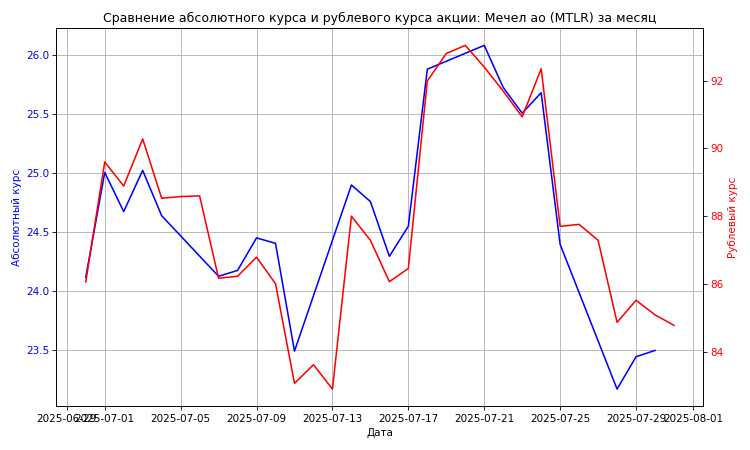 Сравнение абсолютного курса и рублевого курса акции: Мечел ао (MTLR) за месяц
Абсолютный курс
26.0
25.5
25.0
24.5
24.0
23.5
92
90
88
86
84
Рублевый курс
2025-06-29 2025-07-01 2025-07-05 2025-07-09 2025-07-13 2025-07-17 2025-07-21 2025-07-25 2025-07-29 2025-08-01
Дата